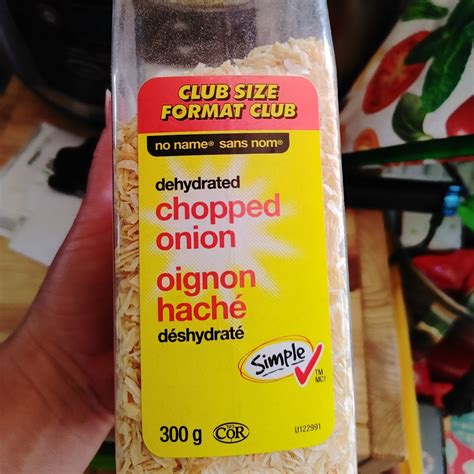 CLUB SIZE
FORMAT CLUB
no name® sans nom®
dehydrated
chopped
onion
oignon
haché
déshydraté
Simple
TM
MC
300 g
COR
U122991